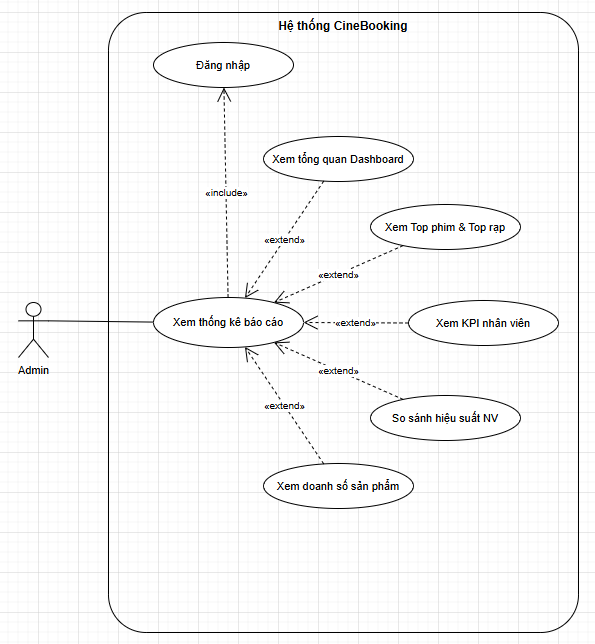 Hệ thống CineBooking
Đăng nhập
Xem tổng quan Dashboard
«include»
Xem Top phim & Top rạp
«extend»
«extend»
Xem thống kê báo cáo
«extend»
Xem KPI nhân viên
Admin
«extend»
«extend»
So sánh hiệu suất NV
Xem doanh số sản phẩm